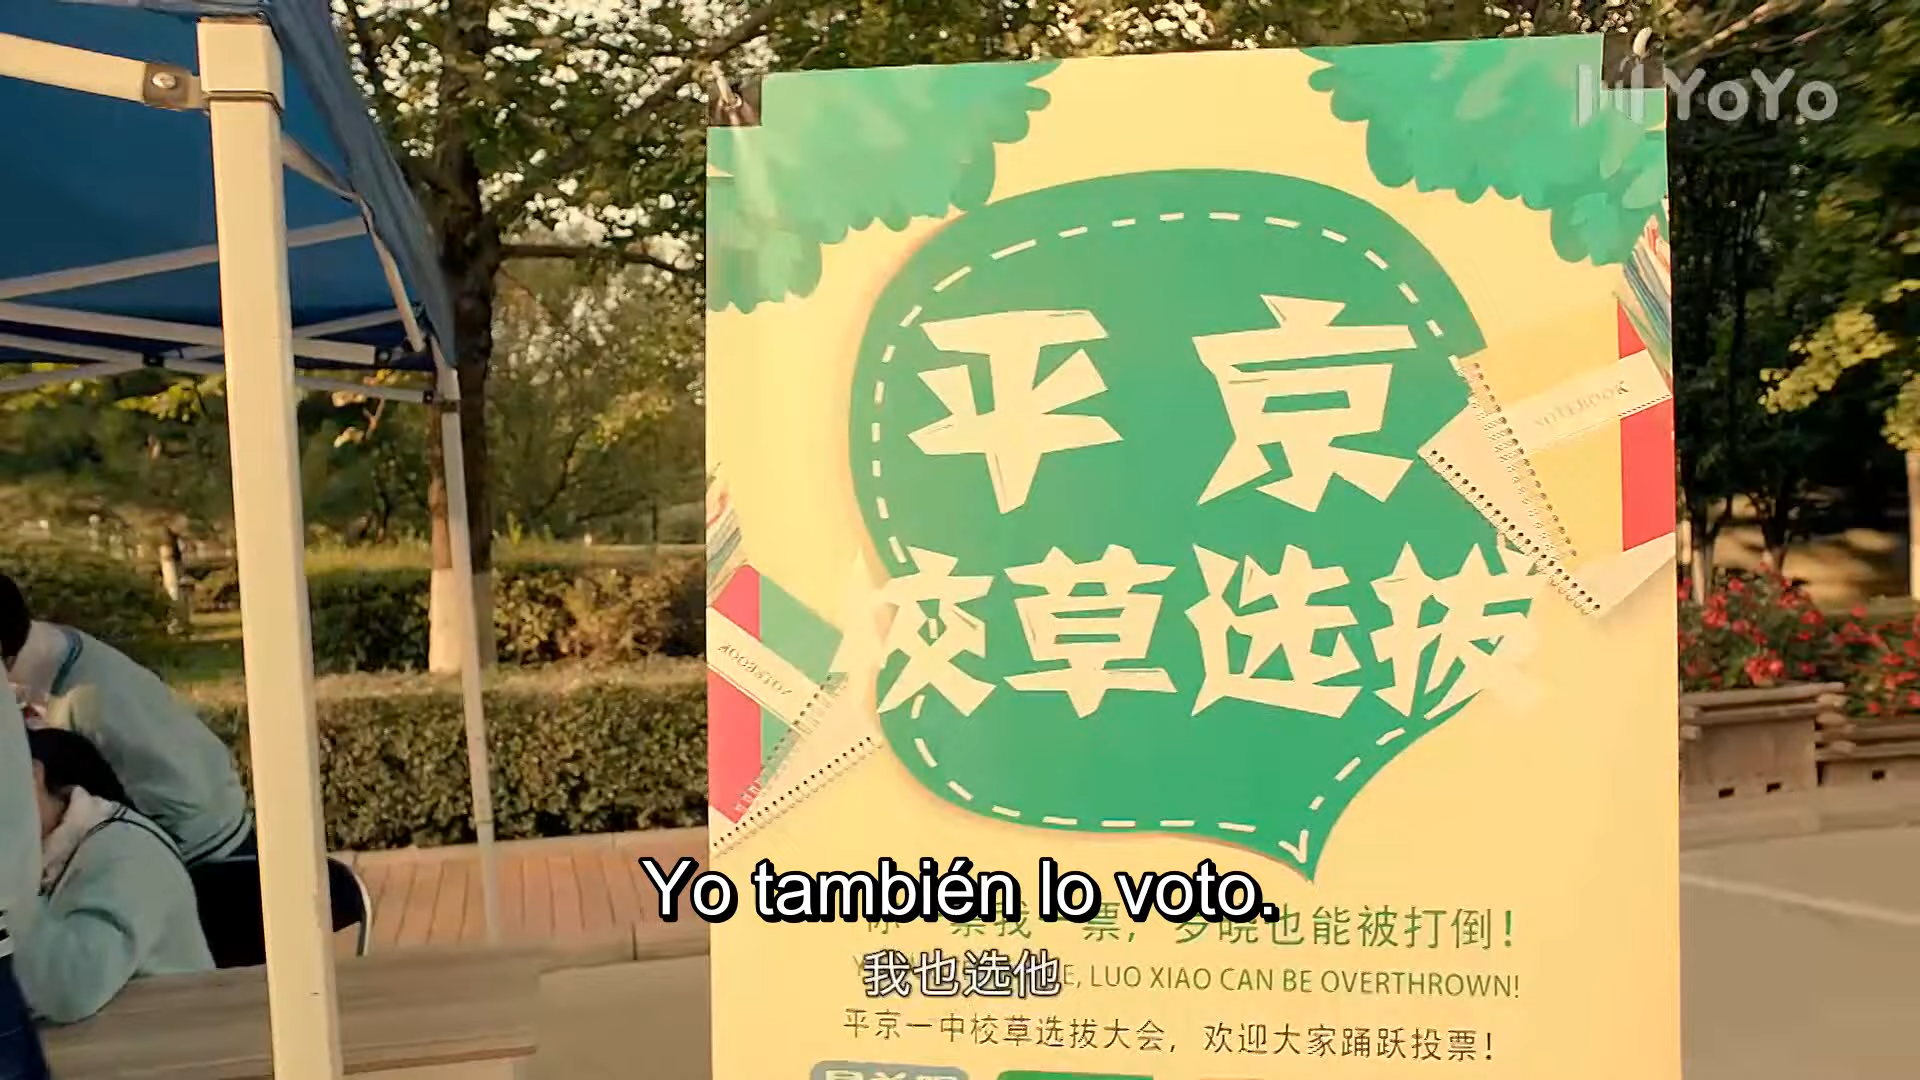 YoYo
平京
NOTEBOOK
校草选拔
NOTEBOOK
Yo también lo voto.
票, 罗晓也能被打倒!
我也选他
LUO XIAO CAN BE OVERTHROWN!
平京一中校草选拔大会, 欢迎大家踊跃投票!